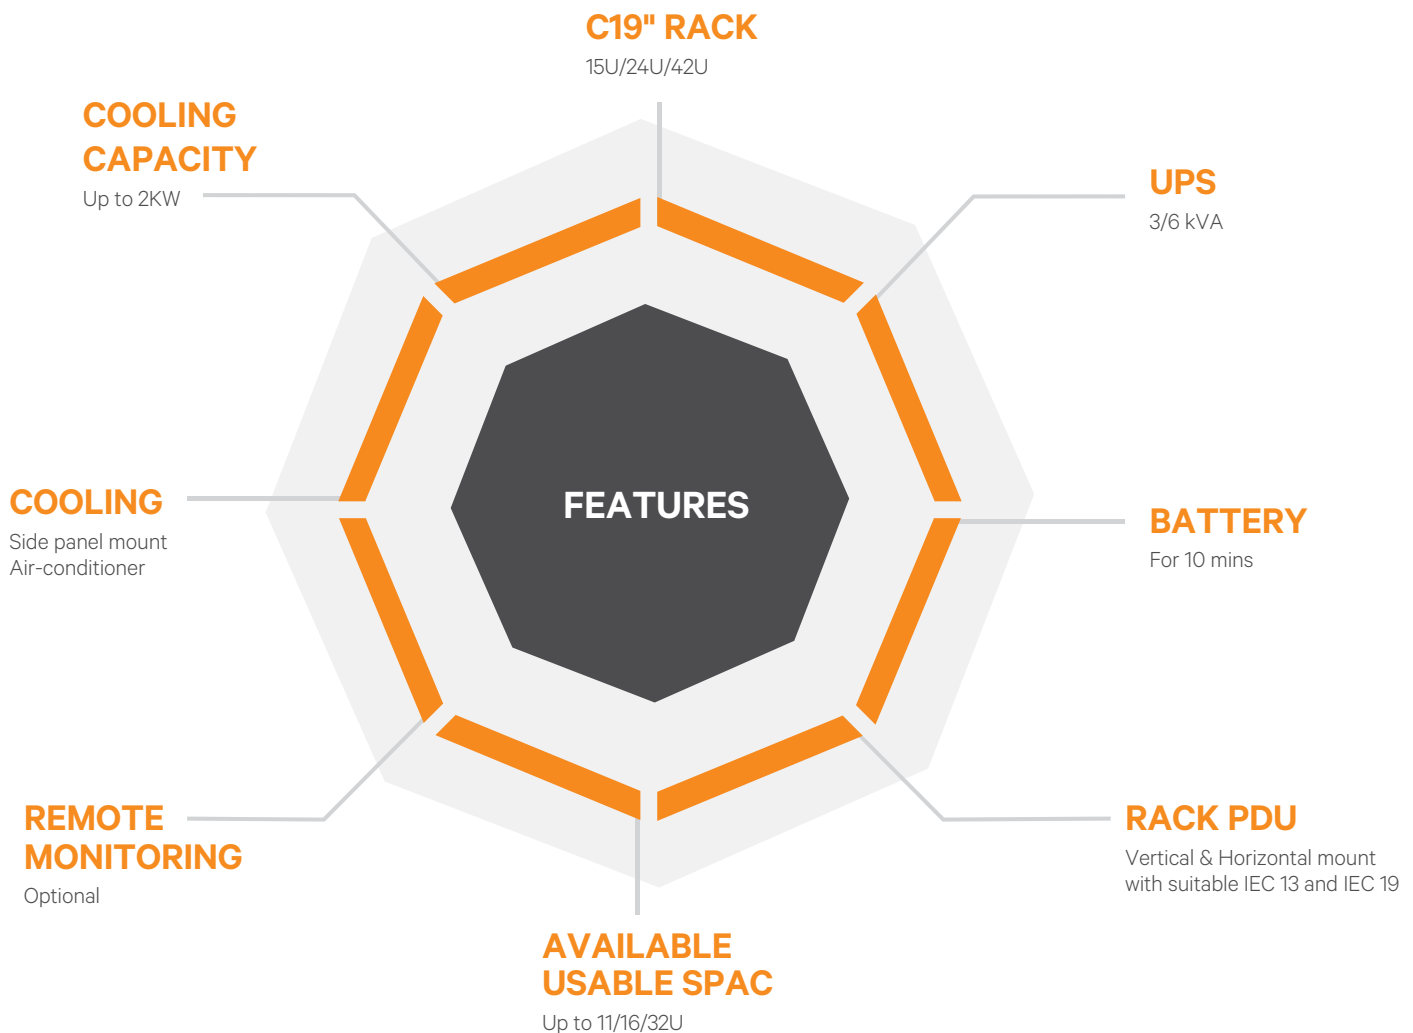 C19" RACK
15U/24U/42U
COOLING
CAPACITY
Up to 2KW
UPS
3/6 kVA
FEATURES
COOLING
Side panel mount
Air-conditioner
BATTERY
For 10 mins
REMOTE
MONITORING
Optional
RACK PDU
Vertical & Horizontal mount
with suitable IEC 13 and IEC 19
AVAILABLE
USABLE SPAC
Up to 11/16/32U